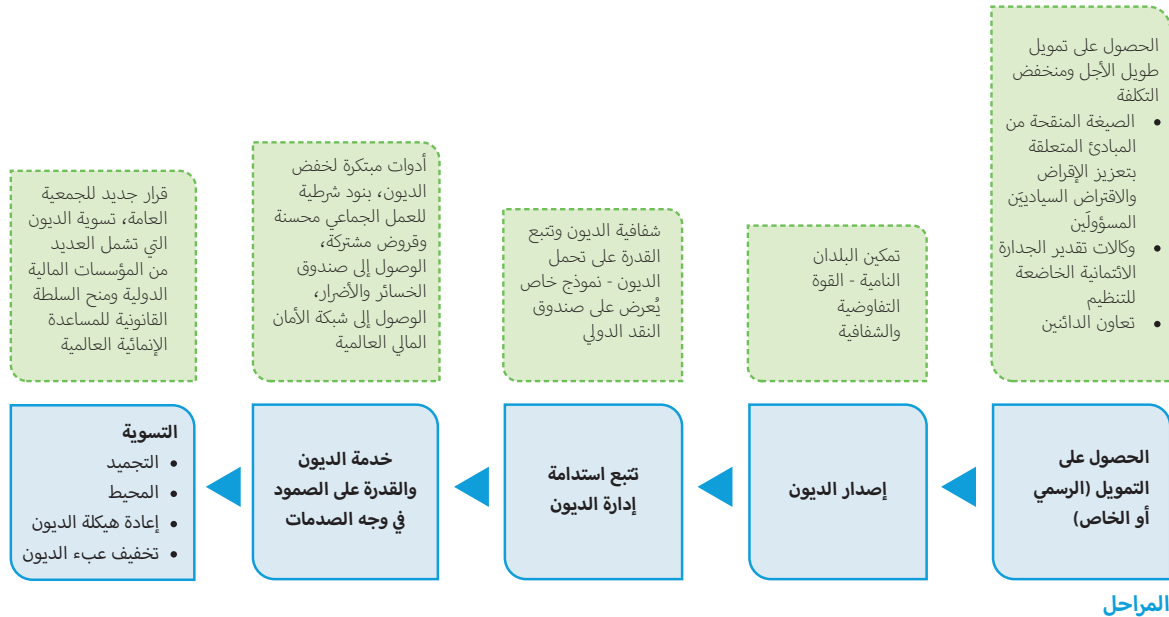 الحصول على تمويل
طويل الأجل ومنخفض
التكلفة
• الصيغة المنقحة من
المبادئ المتعلقة
بتعزيز الإقراض
والاقتراض السياديَين
المسؤولَين
• وكالات تقدير الجدارة
الائتمانية الخاضعة
للتنظيم
• تعاون الدائنين
تمكين البلدان
النامية - القوة
التفاوضية
والشفافية
شفافية الديون وتتبع
القدرة على تحمل
الديون - نموذج خاص
يُعرض على صندوق
النقد الدولي
أدوات مبتكرة لخفض
الديون، بنود شرطية
للعمل الجماعي محسنة
وقروض مشتركة،
الوصول إلى صندوق
الخسائر والأضرار،
الوصول إلى شبكة الأمان
المالي العالمية
قرار جديد للجمعية
العامة، تسوية الديون
التي تشمل العديد
من المؤسسات المالية
الدولية ومنح السلطة
القانونية للمساعدة
الإنمائية العالمية
الحصول على
التمويل (الرسمي
أو الخاص)
إصدار الديون
تتبع استدامة
إدارة الديون
خدمة الديون
والقدرة على الصمود
في وجه الصدمات
التسوية
• التجميد
• المحيط
• إعادة هيكلة الديون
• تخفيف عبء الديون
المراحل